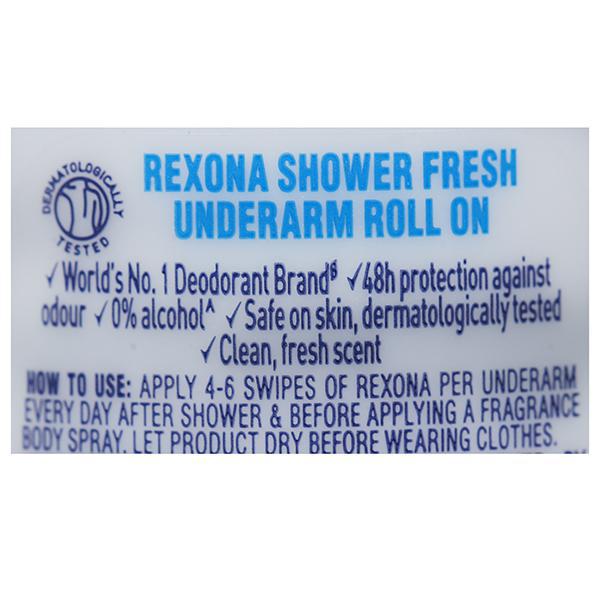 DERMATOLOGICALLY TESTED
REXONA SHOWER FRESH
UNDERARM ROLL ON
✓World's No. 1 Deodorant Brandᶲ ✓48h protection against
odour ✓0% alcohol^ ✓Safe on skin, dermatologically tested
✓Clean, fresh scent
HOW TO USE: APPLY 4-6 SWIPES OF REXONA PER UNDERARM
EVERY DAY AFTER SHOWER & BEFORE APPLYING A FRAGRANCE
BODY SPRAY. LET PRODUCT DRY BEFORE WEARING CLOTHES.